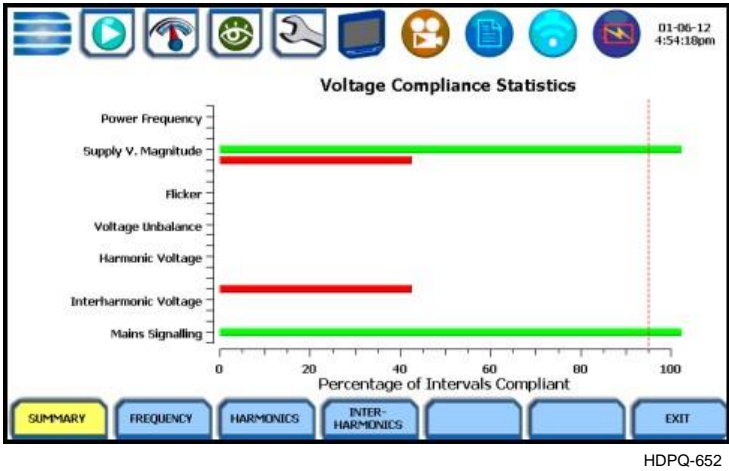 01-06-12
4:54:18pm
Voltage Compliance Statistics
Power Frequency
Supply V. Magnitude
Flicker
Voltage Unbalance
Harmonic Voltage
Interharmonic Voltage
Mains Signalling
0 20 40 60 80 100
Percentage of Intervals Compliant
SUMMARY
FREQUENCY
HARMONICS
INTER-
HARMONICS
EXIT
HDPQ-652